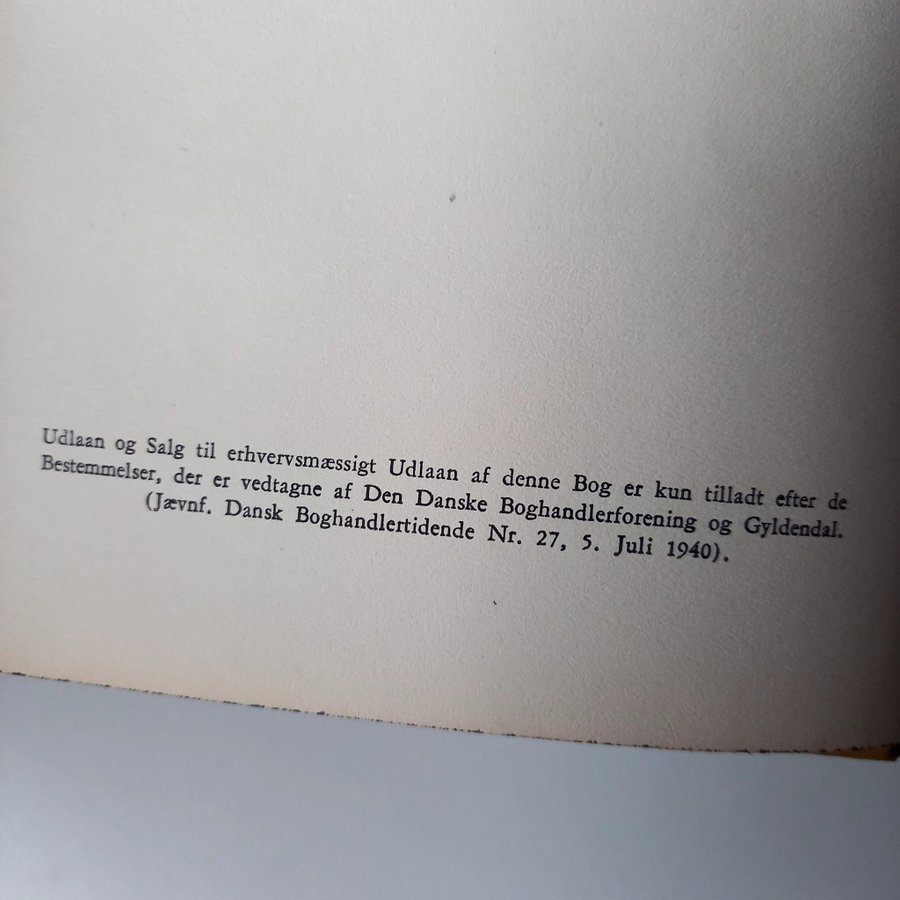 Udlaan og Salg til erhvervsmæssigt Udlaan af denne Bog er kun tilladt efter de
Bestemmelser, der er vedtagne af Den Danske Boghandlerforening og Gyldendal.
(Jævnf. Dansk Boghandlertidende Nr. 27, 5. Juli 1940).